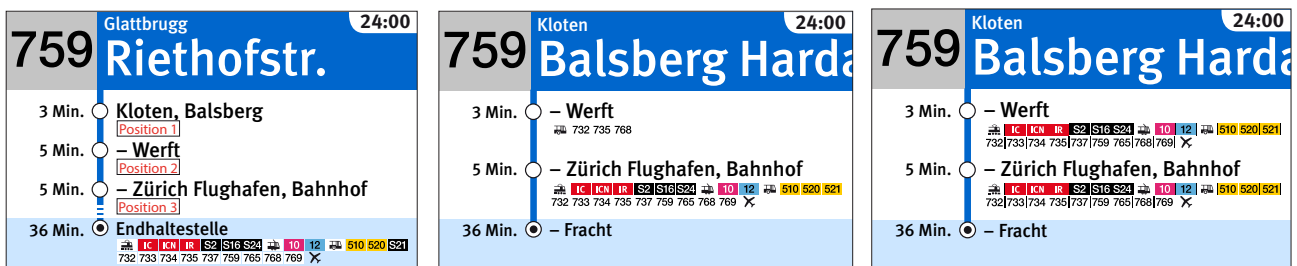 759
Glattbrugg
24:00
Riethofstr.
3 Min. Kloten, Balsberg
Position 1
5 Min. – Werft
Position 2
5 Min. – Zürich Flughafen, Bahnhof
Position 3
36 Min. Endhaltestelle
IC ICN IR S2 S16 S24 10 12 510 520 S21
732 733 734 735 737 759 765 768 769
759
Kloten
24:00
Balsberg Harda
3 Min. – Werft
732 735 768
5 Min. – Zürich Flughafen, Bahnhof
IC ICN IR S2 S16 S24 10 12 510 520 521
732 733 734 735 737 759 765 768 769
36 Min. – Fracht
759
Kloten
24:00
Balsberg Harda
3 Min. – Werft
IC ICN IR S2 S16 S24 10 12 510 520 521
732 733 734 735 737 759 765 768 769
5 Min. – Zürich Flughafen, Bahnhof
IC ICN IR S2 S16 S24 10 12 510 520 521
732 733 734 735 737 759 765 768 769
36 Min. – Fracht